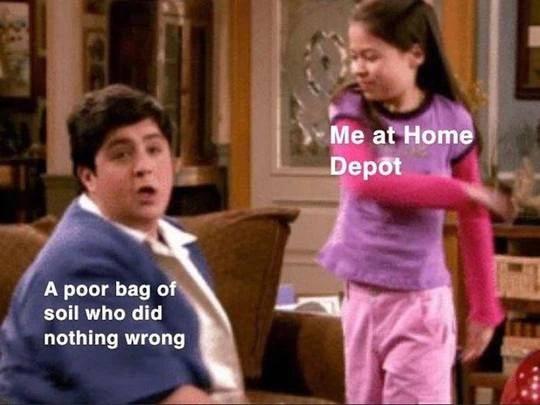 Me at Home
Depot
A poor bag of
soil who did
nothing wrong